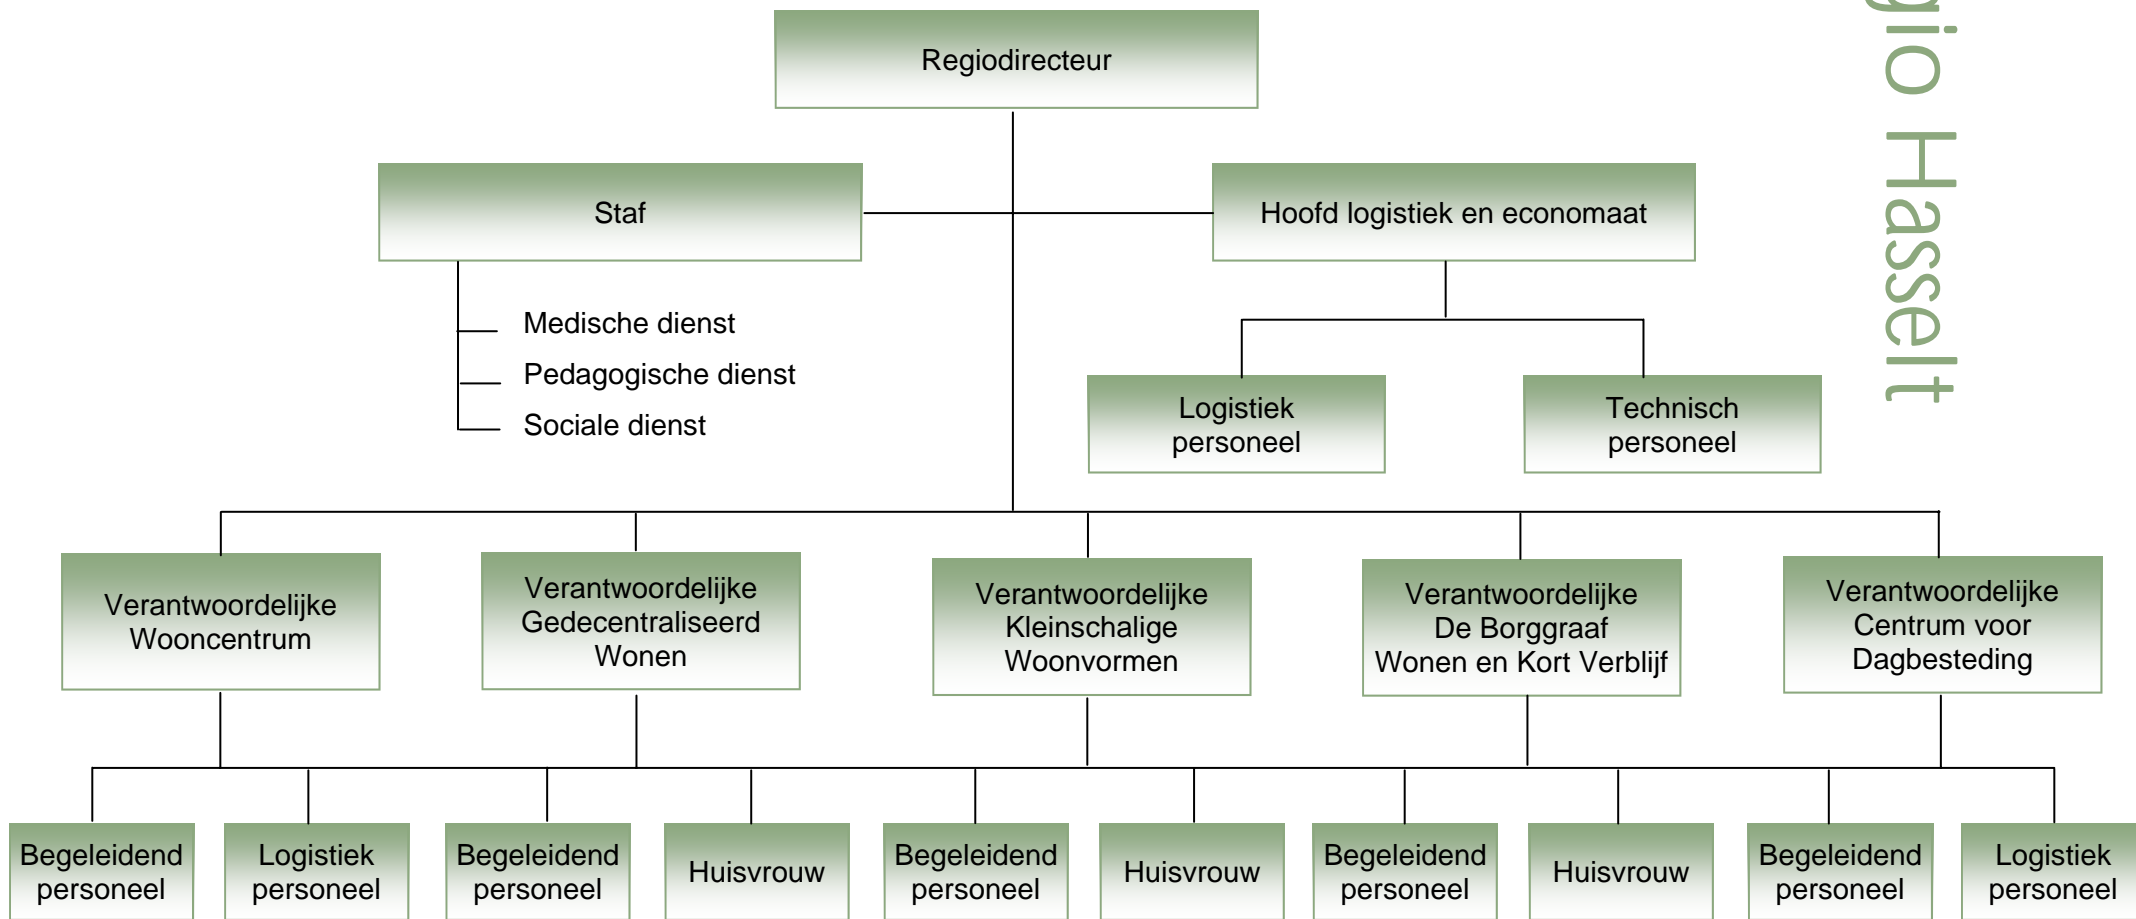 Regiodirecteur
gio Hasselt
Staf
Hoofd logistiek en economaat
Medische dienst
Pedagogische dienst
Sociale dienst
Logistiek
personeel
Technisch
personeel
Verantwoordelijke
Wooncentrum
Verantwoordelijke
Gedecentraliseerd
Wonen
Verantwoordelijke
Kleinschalige
Woonvormen
Verantwoordelijke
De Borggraaf
Wonen en Kort Verblijf
Verantwoordelijke
Centrum voor
Dagbesteding
Begeleidend
personeel
Logistiek
personeel
Begeleidend
personeel
Huisvrouw
Begeleidend
personeel
Huisvrouw
Begeleidend
personeel
Huisvrouw
Begeleidend
personeel
Logistiek
personeel